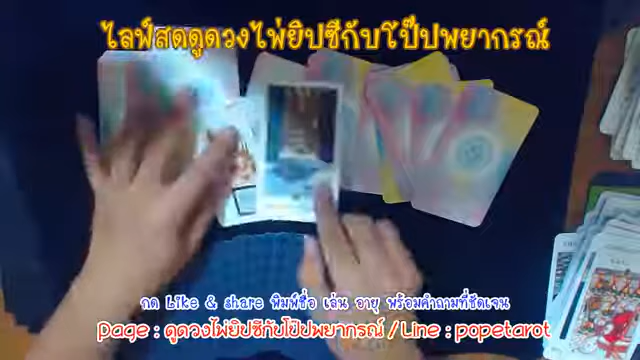 ไลฟ์สดดูดวงไพ่ยิปซีกับโป๊ปพยากรณ์
กด Like & share พิมพ์ชื่อ เล่น อายุ พร้อมคำถามที่ชัดเจน
Page : ดูดวงไพ่ยิปซีกับโป๊ปพยากรณ์ / Line : popetarot